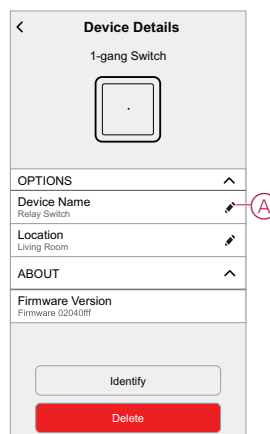 Device Details
1-gang Switch
OPTIONS
Device Name
Relay Switch
A
Location
Living Room
ABOUT
Firmware Version
Firmware 02040fff
Identify
Delete